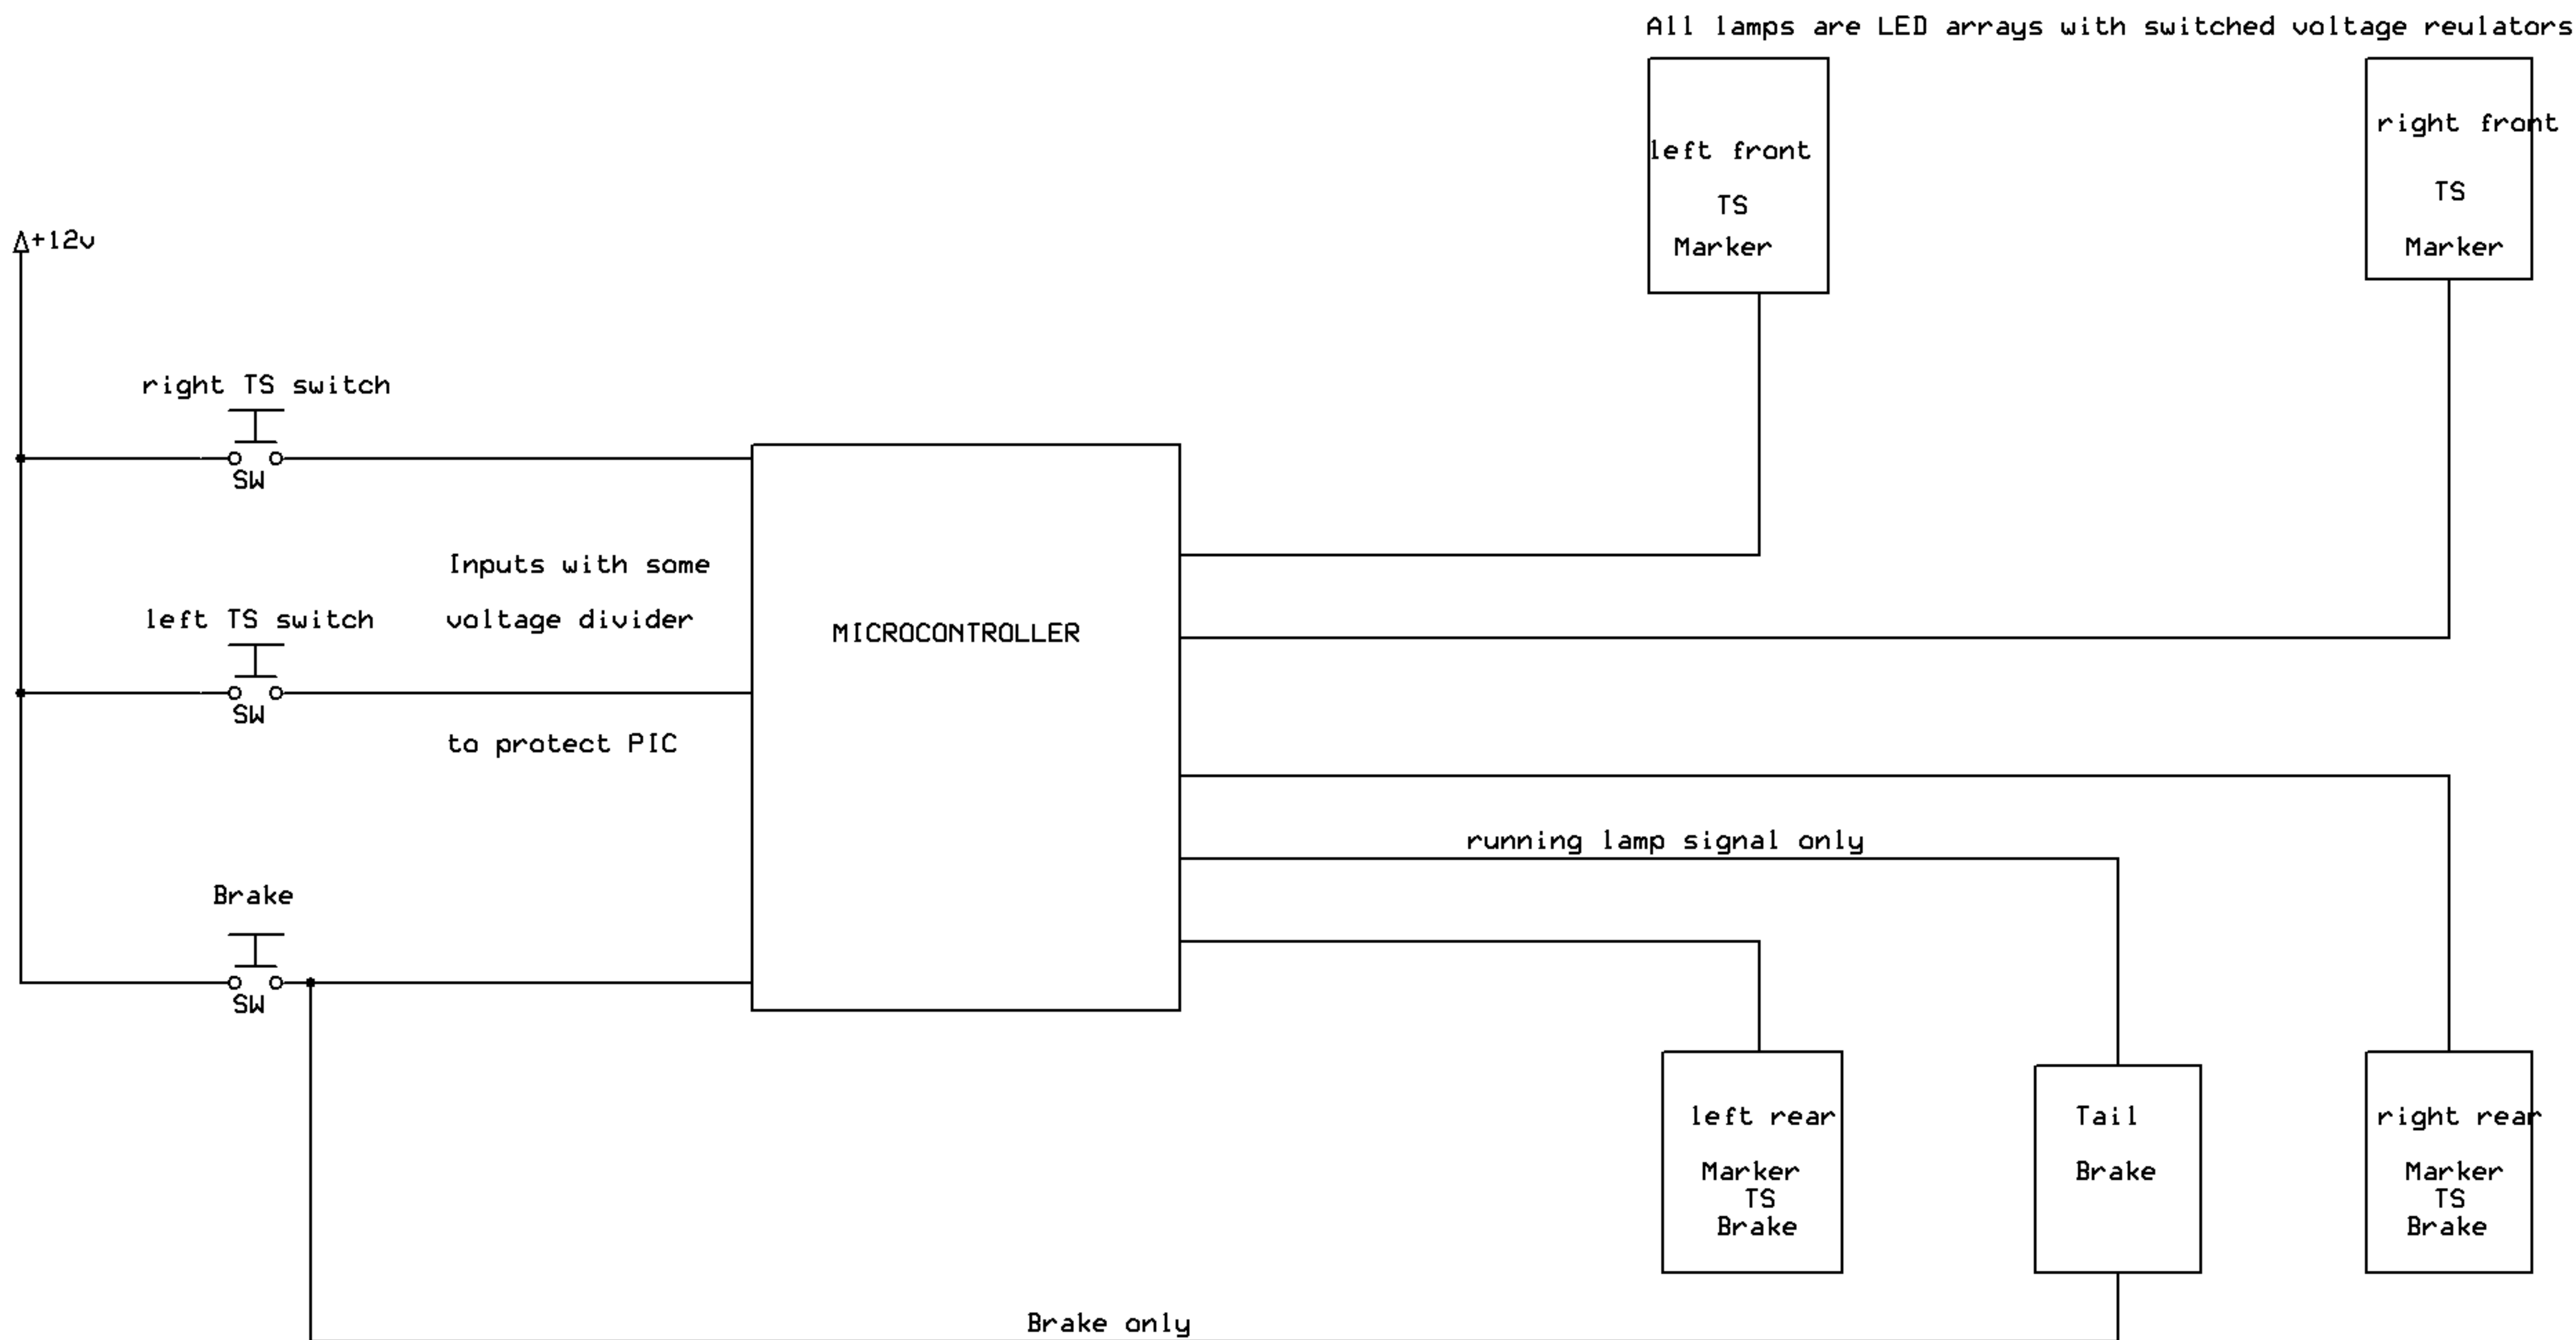 All lamps are LED arrays with switched voltage reulators
left front
TS
Marker
right front
TS
Marker
+12v
right TS switch
SW
Inputs with some
voltage divider
to protect PIC
left TS switch
SW
MICROCONTROLLER
running lamp signal only
Brake
SW
left rear
Marker
TS
Brake
Tail
Brake
right rear
Marker
TS
Brake
Brake only